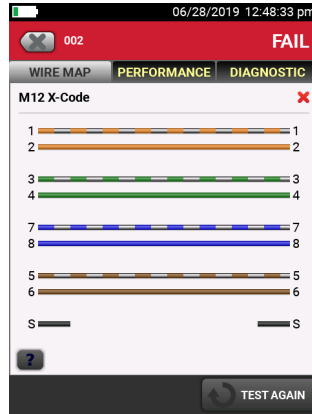 06/28/2019 12:48:33 pm
002 FAIL
WIRE MAP PERFORMANCE DIAGNOSTIC
M12 X-Code
1 1
2 2
3 3
4 4
7 7
8 8
5 5
6 6
S S
?
TEST AGAIN